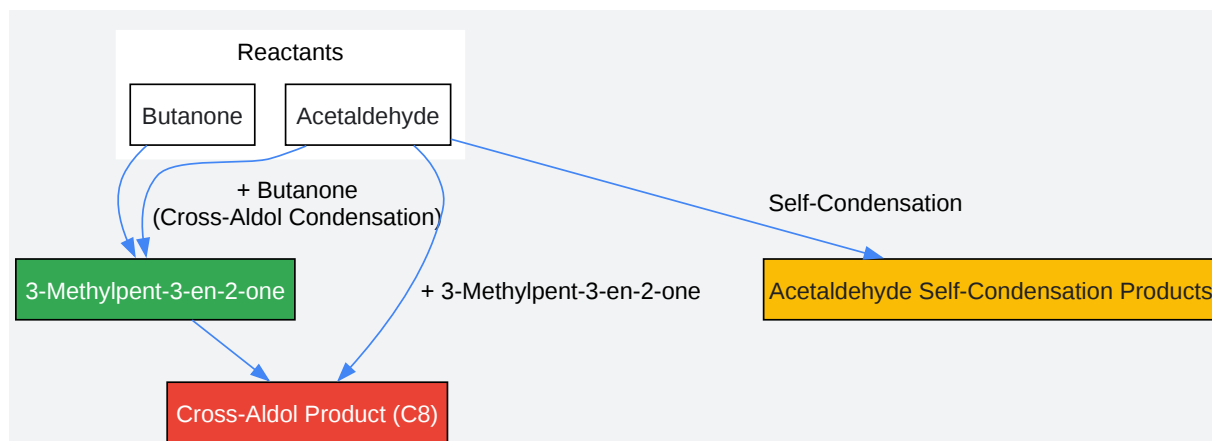 Reactants
Butanone
Acetaldehyde
+ Butanone
(Cross-Aldol Condensation)
Self-Condensation
3-Methylpent-3-en-2-one
+ 3-Methylpent-3-en-2-one
Acetaldehyde Self-Condensation Products
Cross-Aldol Product (C8)